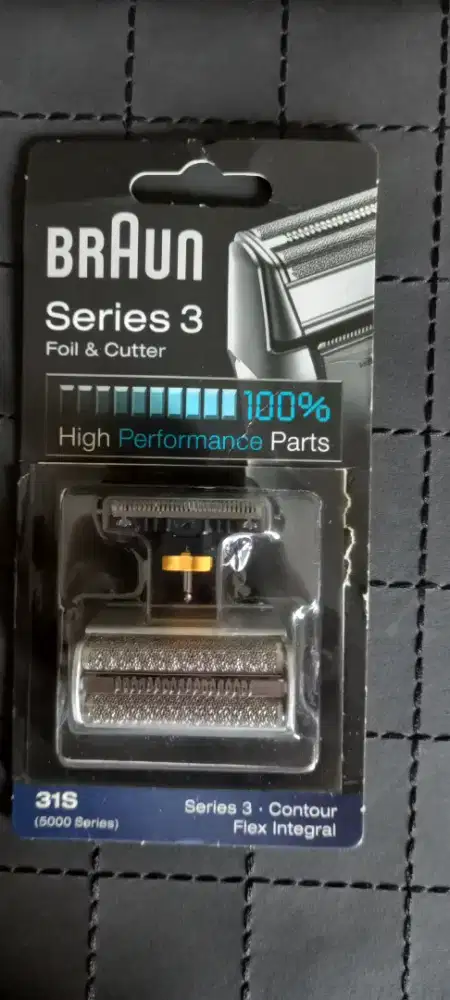 BRAUN
Series 3
Foil & Cutter
100%
High Performance Parts
31S
(5000 Series)
Series 3 · Contour
Flex Integral